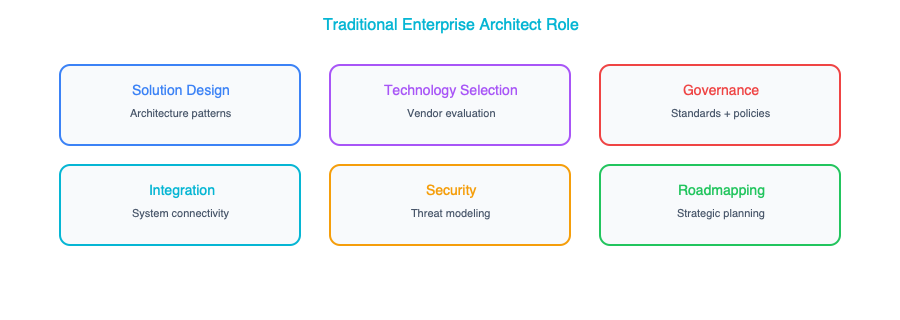 Traditional Enterprise Architect Role
Solution Design
Architecture patterns
Technology Selection
Vendor evaluation
Governance
Standards + policies
Integration
System connectivity
Security
Threat modeling
Roadmapping
Strategic planning